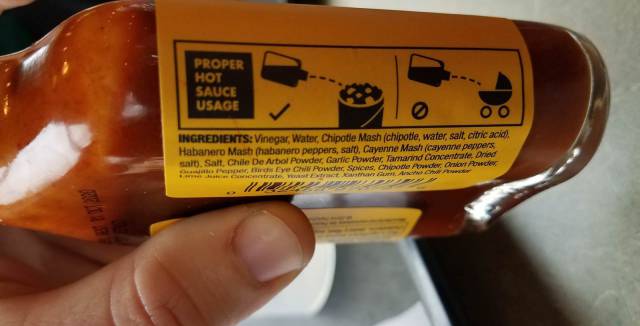 PROPER
HOT
SAUCE
USAGE
INGREDIENTS: Vinegar, Water, Chipotle Mash (chipotle, water, salt, citric acid),
Habanero Mash (habanero peppers, salt), Cayenne Mash (cayenne peppers,
salt), Salt, Chile De Arbol Powder, Garlic Powder, Tamarind Concentrate, Dried
Guajillo Pepper, Birds Eye Chili Powder, Spices, Chipotle Powder, Onion Powder,
Lime Juice Concentrate, Yeast Extract, Xanthan Gum, Ancho Chili Powder